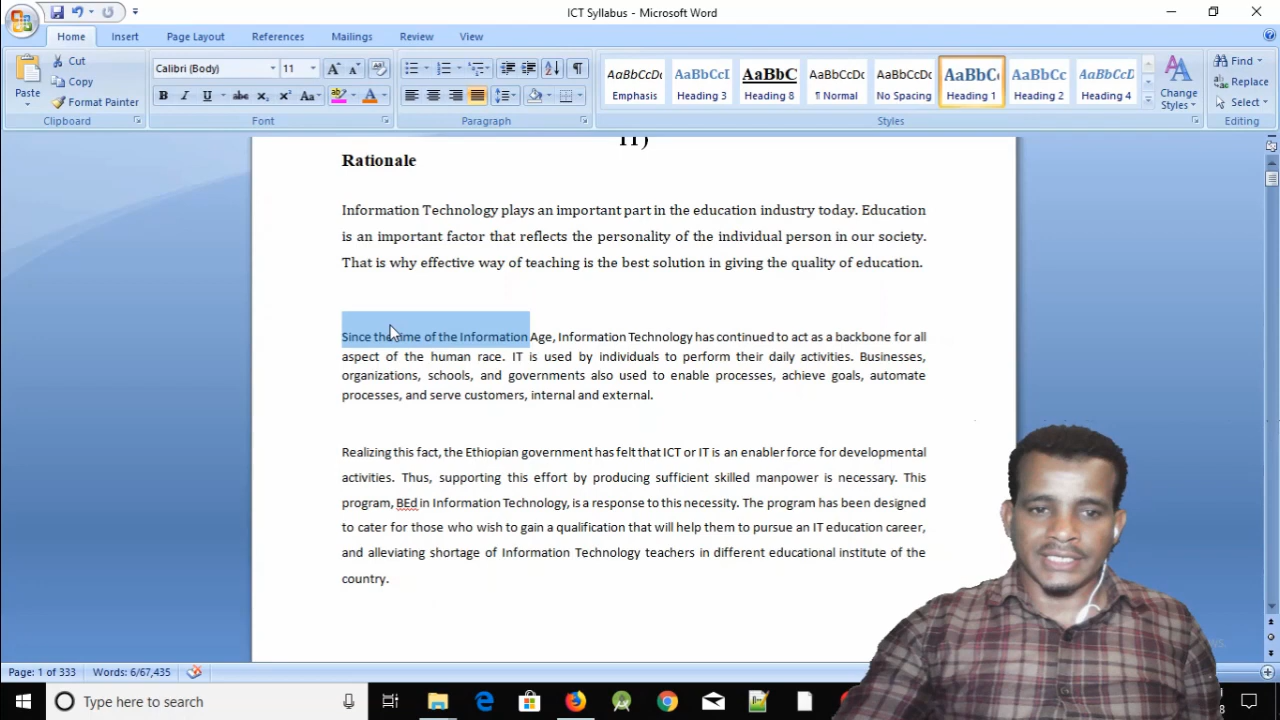 ICT Syllabus - Microsoft Word
Home Insert Page Layout References Mailings Review View
Paste
Cut
Copy
Format Painter
Clipboard
Calibri (Body) 11
Font
Paragraph
AaBbCcDc AaBbCcI AaBbC AaBbCcDc AaBbCcDc AaBbCc AaBbCc AaBbCcD
Emphasis Heading 3 Heading 8 ¶ Normal No Spacing Heading 1 Heading 2 Heading 4
Styles
Change
Styles
Find
Replace
Select
Editing
IT)
Rationale
Information Technology plays an important part in the education industry today. Education
is an important factor that reflects the personality of the individual person in our society.
That is why effective way of teaching is the best solution in giving the quality of education.
Since the time of the Information Age, Information Technology has continued to act as a backbone for all
aspect of the human race. IT is used by individuals to perform their daily activities. Businesses,
organizations, schools, and governments also used to enable processes, achieve goals, automate
processes, and serve customers, internal and external.
Realizing this fact, the Ethiopian government has felt that ICT or IT is an enabler force for developmental
activities. Thus, supporting this effort by producing sufficient skilled manpower is necessary. This
program, BEd in Information Technology, is a response to this necessity. The program has been designed
to cater for those who wish to gain a qualification that will help them to pursue an IT education career,
and alleviating shortage of Information Technology teachers in different educational institute of the
country.
Page: 1 of 333 Words: 6/67,435
Type here to search